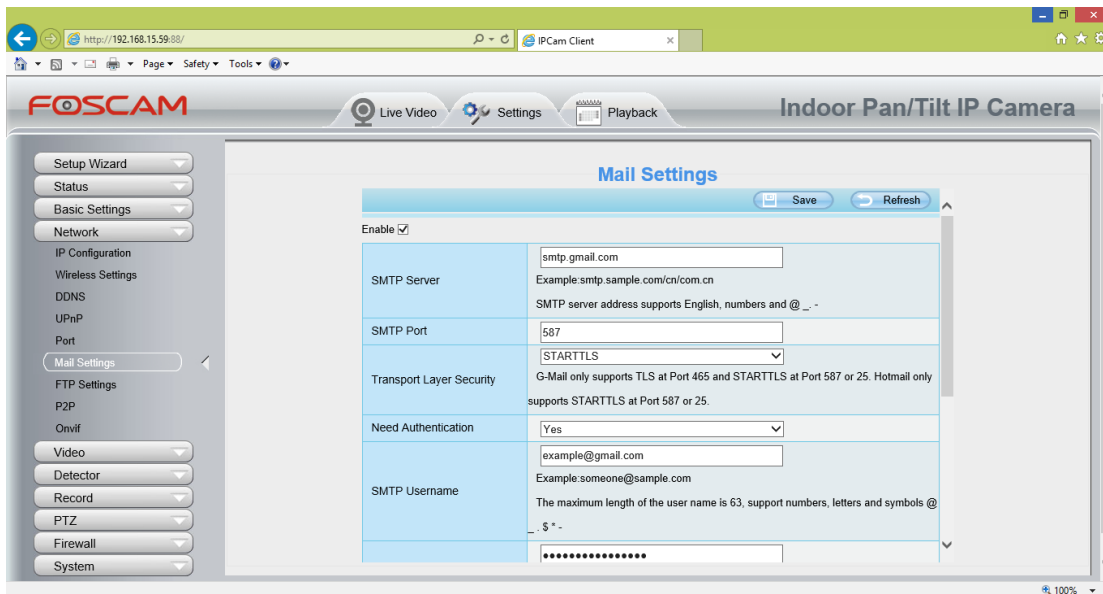 http://192.168.15.59:88/
IPCam Client
Page Safety Tools
FOSCAM
Live Video Settings Playback
Indoor Pan/Tilt IP Camera
Setup Wizard
Status
Basic Settings
Network
IP Configuration
Wireless Settings
DDNS
UPnP
Port
Mail Settings
FTP Settings
P2P
Onvif
Video
Detector
Record
PTZ
Firewall
System
Mail Settings
Save Refresh
Enable
SMTP Server
smtp.gmail.com
Example:smtp.sample.com/cn/com.cn
SMTP server address supports English, numbers and @ _ . -
SMTP Port
587
Transport Layer Security
STARTTLS
G-Mail only supports TLS at Port 465 and STARTTLS at Port 587 or 25. Hotmail only
supports STARTTLS at Port 587 or 25.
Need Authentication
Yes
SMTP Username
example@gmail.com
Example:someone@sample.com
The maximum length of the user name is 63, support numbers, letters and symbols @
_ . $ * -
••••••••••••••••
100%